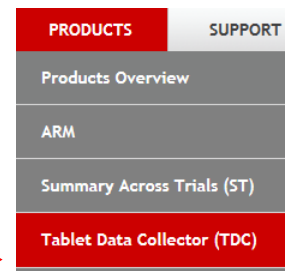 PRODUCTS SUPPORT
Products Overview
ARM
Summary Across Trials (ST)
Tablet Data Collector (TDC)